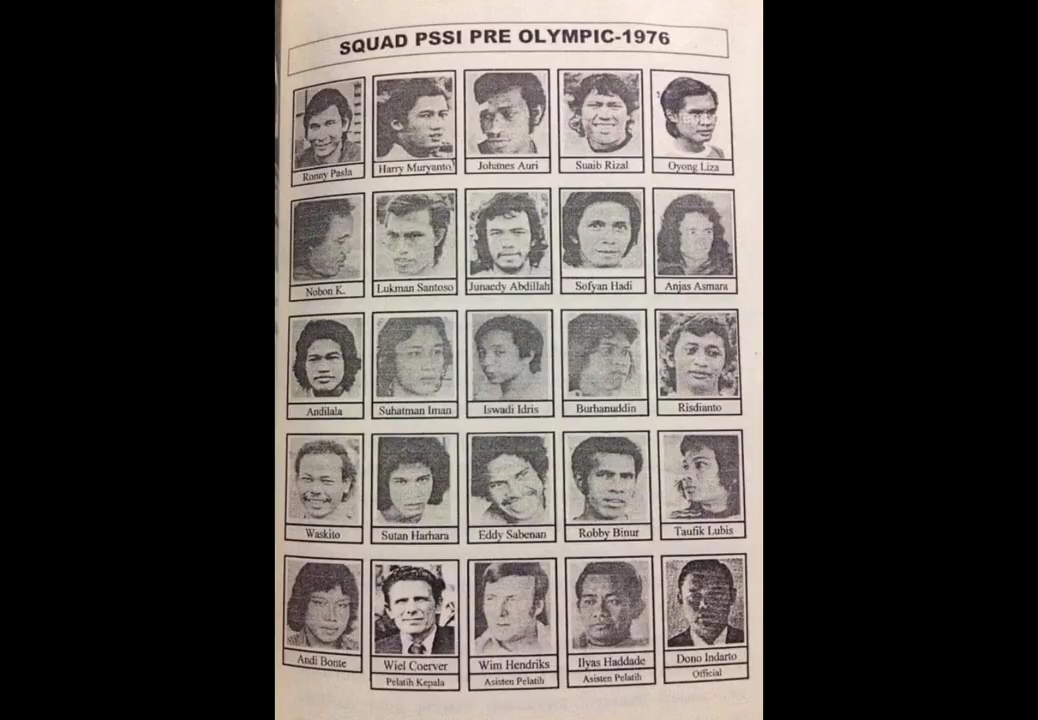 SQUAD PSSI PRE OLYMPIC-1976
Ronny Pasla
Harry Muryanto
Johanes Auri
Suaib Rizal
Oyong Liza
Nobon K.
Lukman Santoso
Junaedy Abdillah
Sofyan Hadi
Anjas Asmara
Andilala
Suhatman Iman
Iswadi Idris
Burhanuddin
Risdianto
Waskito
Sutan Harhara
Eddy Sabenan
Robby Binur
Taufik Lubis
Andi Bonte
Wiel Coerver
Pelatih Kepala
Wim Hendriks
Asisten Pelatih
Ilyas Haddade
Asisten Pelatih
Dono Indarto
Official